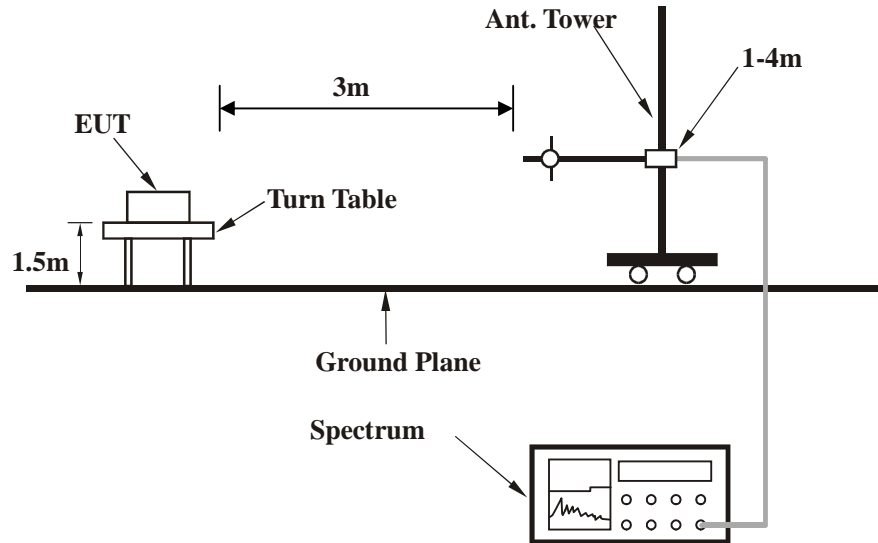 Ant. Tower
1-4m
3m
EUT
Turn Table
1.5m
Ground Plane
Spectrum